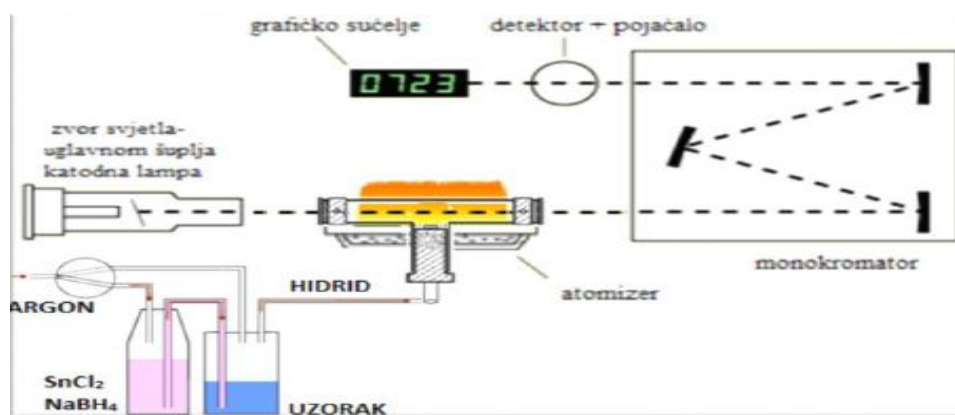 grafičko sučelje
detektor + pojačalo
0723
zvor svjetla-
uglavnom šuplja
katodna lampa
monokromator
atomizer
HIDRID
ARGON
SnCl₂
NaBH₄
UZORAK